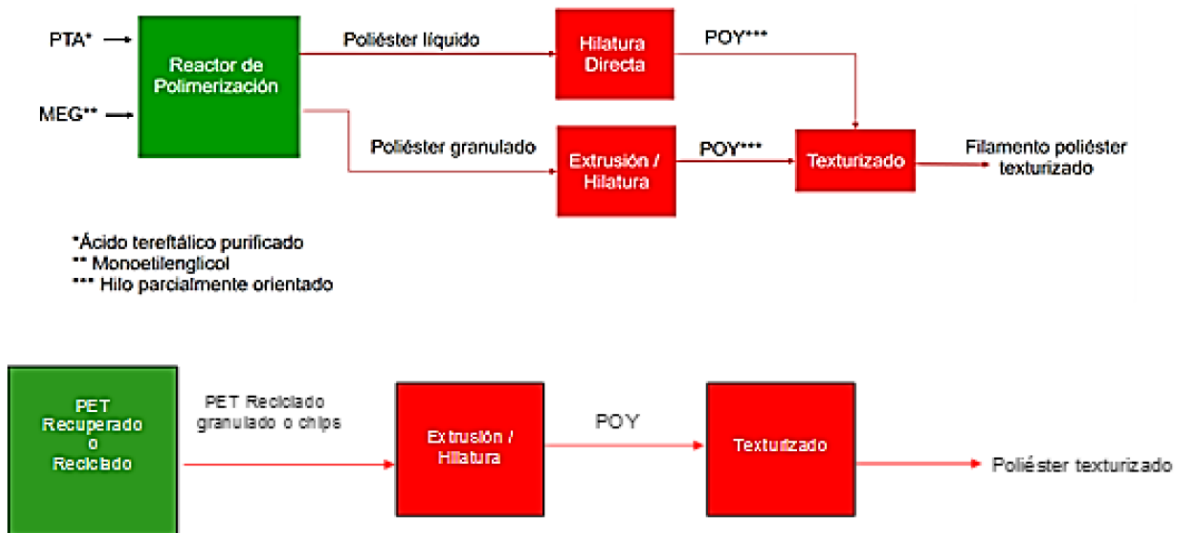 PTA*
MEG**
Reactor de
Polimerización
Poliéster líquido
Hilatura
Directa
POY***
Poliéster granulado
Extrusión /
Hilatura
POY***
Texturizado
Filamento poliéster
texturizado
*Ácido tereftálico purificado
** Monoetilenglicol
*** Hilo parcialmente orientado
PET
Recuperado
o
Reciclado
PET Reciclado
granulado o chips
Extrusión /
Hilatura
POY
Texturizado
Poliéster texturizado